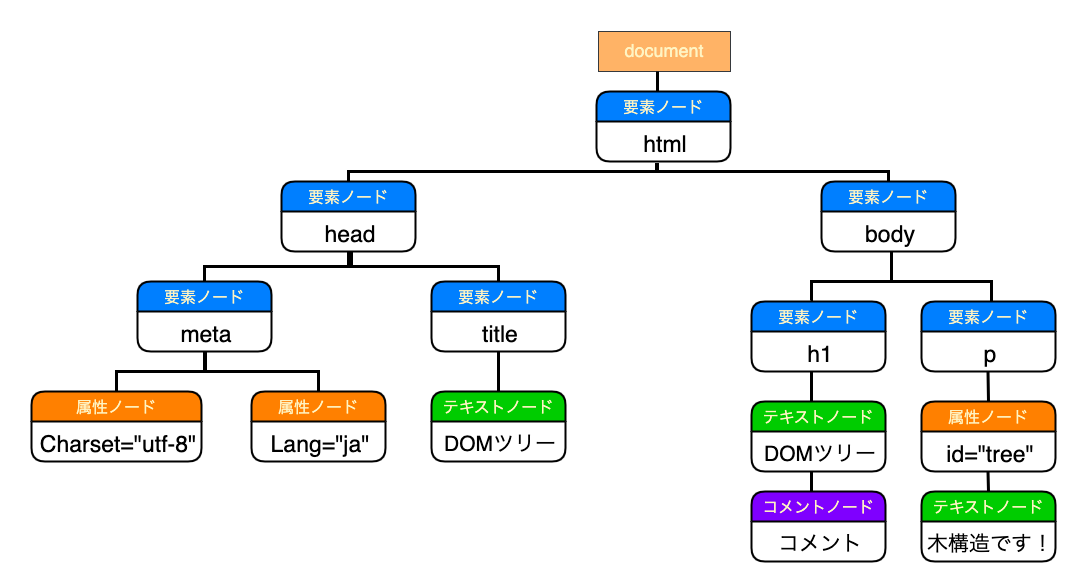 document
要素ノード
html
要素ノード
head
要素ノード
body
要素ノード
meta
要素ノード
title
要素ノード
h1
要素ノード
p
属性ノード
Charset="utf-8"
属性ノード
Lang="ja"
テキストノード
DOMツリー
テキストノード
DOMツリー
属性ノード
id="tree"
コメントノード
コメント
テキストノード
木構造です！